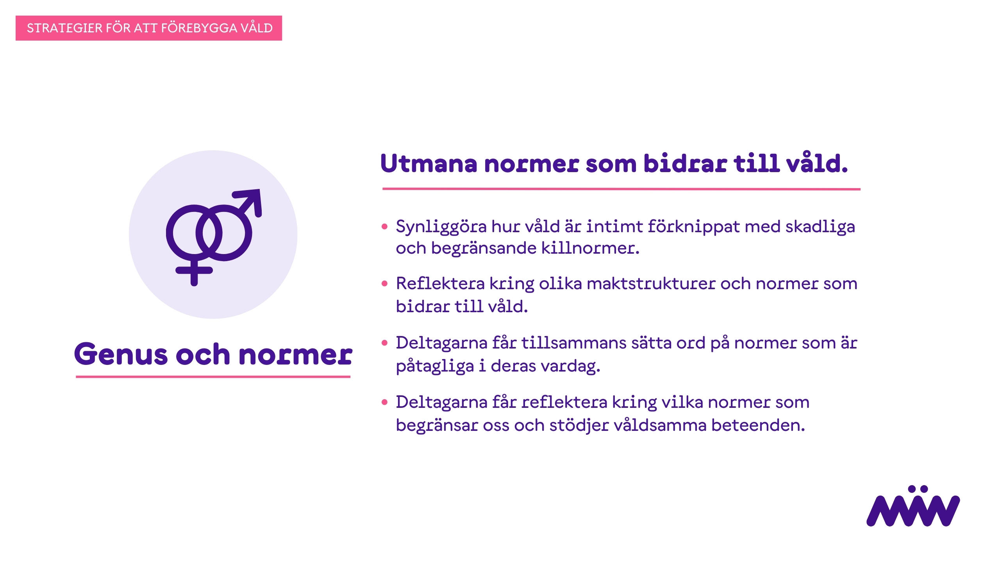 STRATEGIER FÖR ATT FÖREBYGGA VÅLD
Genus och normer
Utmana normer som bidrar till våld.
• Synliggöra hur våld är intimt förknippat med skadliga
och begränsande killnormer.
• Reflektera kring olika maktstrukturer och normer som
bidrar till våld.
• Deltagarna får tillsammans sätta ord på normer som är
påtagliga i deras vardag.
• Deltagarna får reflektera kring vilka normer som
begränsar oss och stödjer våldsamma beteenden.
MÄN